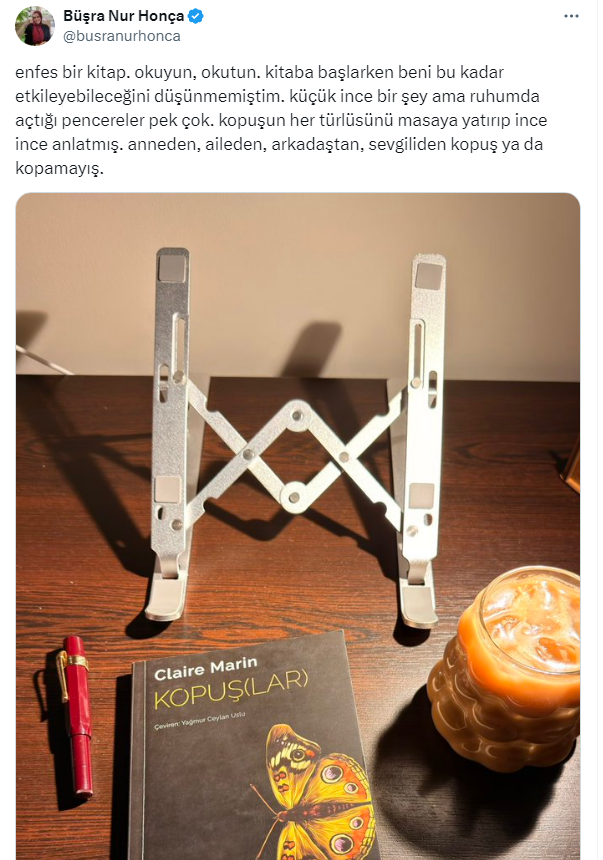 Büşra Nur Honça
@busranurhonca
enfes bir kitap. okuyun, okutun. kitaba başlarken beni bu kadar
etkileyebileceğini düşünmemiştim. küçük ince bir şey ama ruhumda
açtığı pencereler pek çok. kopuşun her türlüsünü masaya yatırıp ince
ince anlatmış. anneden, aileden, arkadaştan, sevgiliden kopuş ya da
kopamayış.
Claire Marin
KOPUŞ(LAR)
Çeviren: Yağmur Ceylan Uslu